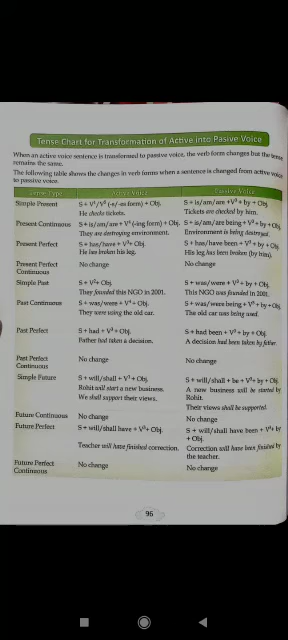 Tense Chart for Transformation of Active into Pasive Voice
When an active voice sentence is transformed to passive voice, the verb form changes but the tense
remains the same.
The following table shows the changes in verb forms when a sentence is changed from active voice
to passive voice.
Tense Type Active Voice Passive Voice
Simple Present S + V¹/V⁵ (+/-es form) + Obj. S + is/am/are + V³ + by + Obj.
He checks tickets. Tickets are checked by him.
Present Continuous S + is/am/are + V⁴ (-ing form) + Obj. S + is/am/are being + V³ + by + Obj.
They are destroying environment. Environment is being destroyed.
Present Perfect S + has/have + V³ + Obj. S + has/have been + V³ + by + Obj.
He has broken his leg. His leg has been broken (by him).
Present Perfect No change No change
Continuous
Simple Past S + V² + Obj. S + was/were + V³ + by + Obj.
They founded this NGO in 2001. This NGO was founded in 2001.
Past Continuous S + was/were + V⁴ + Obj. S + was/were being + V³ + by + Obj.
They were using the old car. The old car was being used.
Past Perfect S + had + V³ + Obj. S + had been + V³ + by + Obj.
Father had taken a decision. A decision had been taken by father.
Past Perfect No change No change
Continuous
Simple Future S + will/shall + V¹ + Obj. S + will/shall + be + V³ + by + Obj.
Rohit will start a new business. A new business will be started by
We shall support their views. Rohit.
Their views shall be supported.
Future Continuous No change No change
Future Perfect S + will/shall have + V³ + Obj. S + will/shall have been + V³ + by
+ Obj.
Teacher will have finished correction. Correction will have been finished by
the teacher.
Future Perfect No change No change
Continuous
96